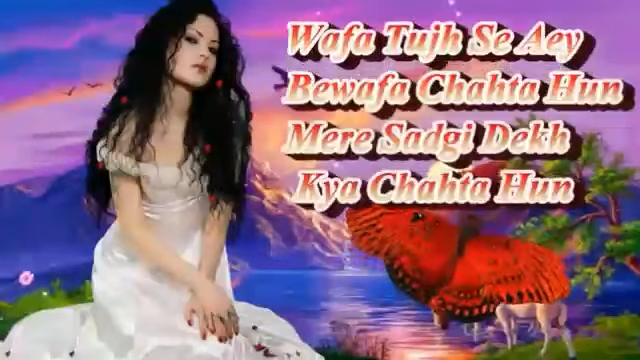 Wafa Tujh Se Aey
Bewafa Chahta Hun
Mere Sadgi Dekh
Kya Chahta Hun